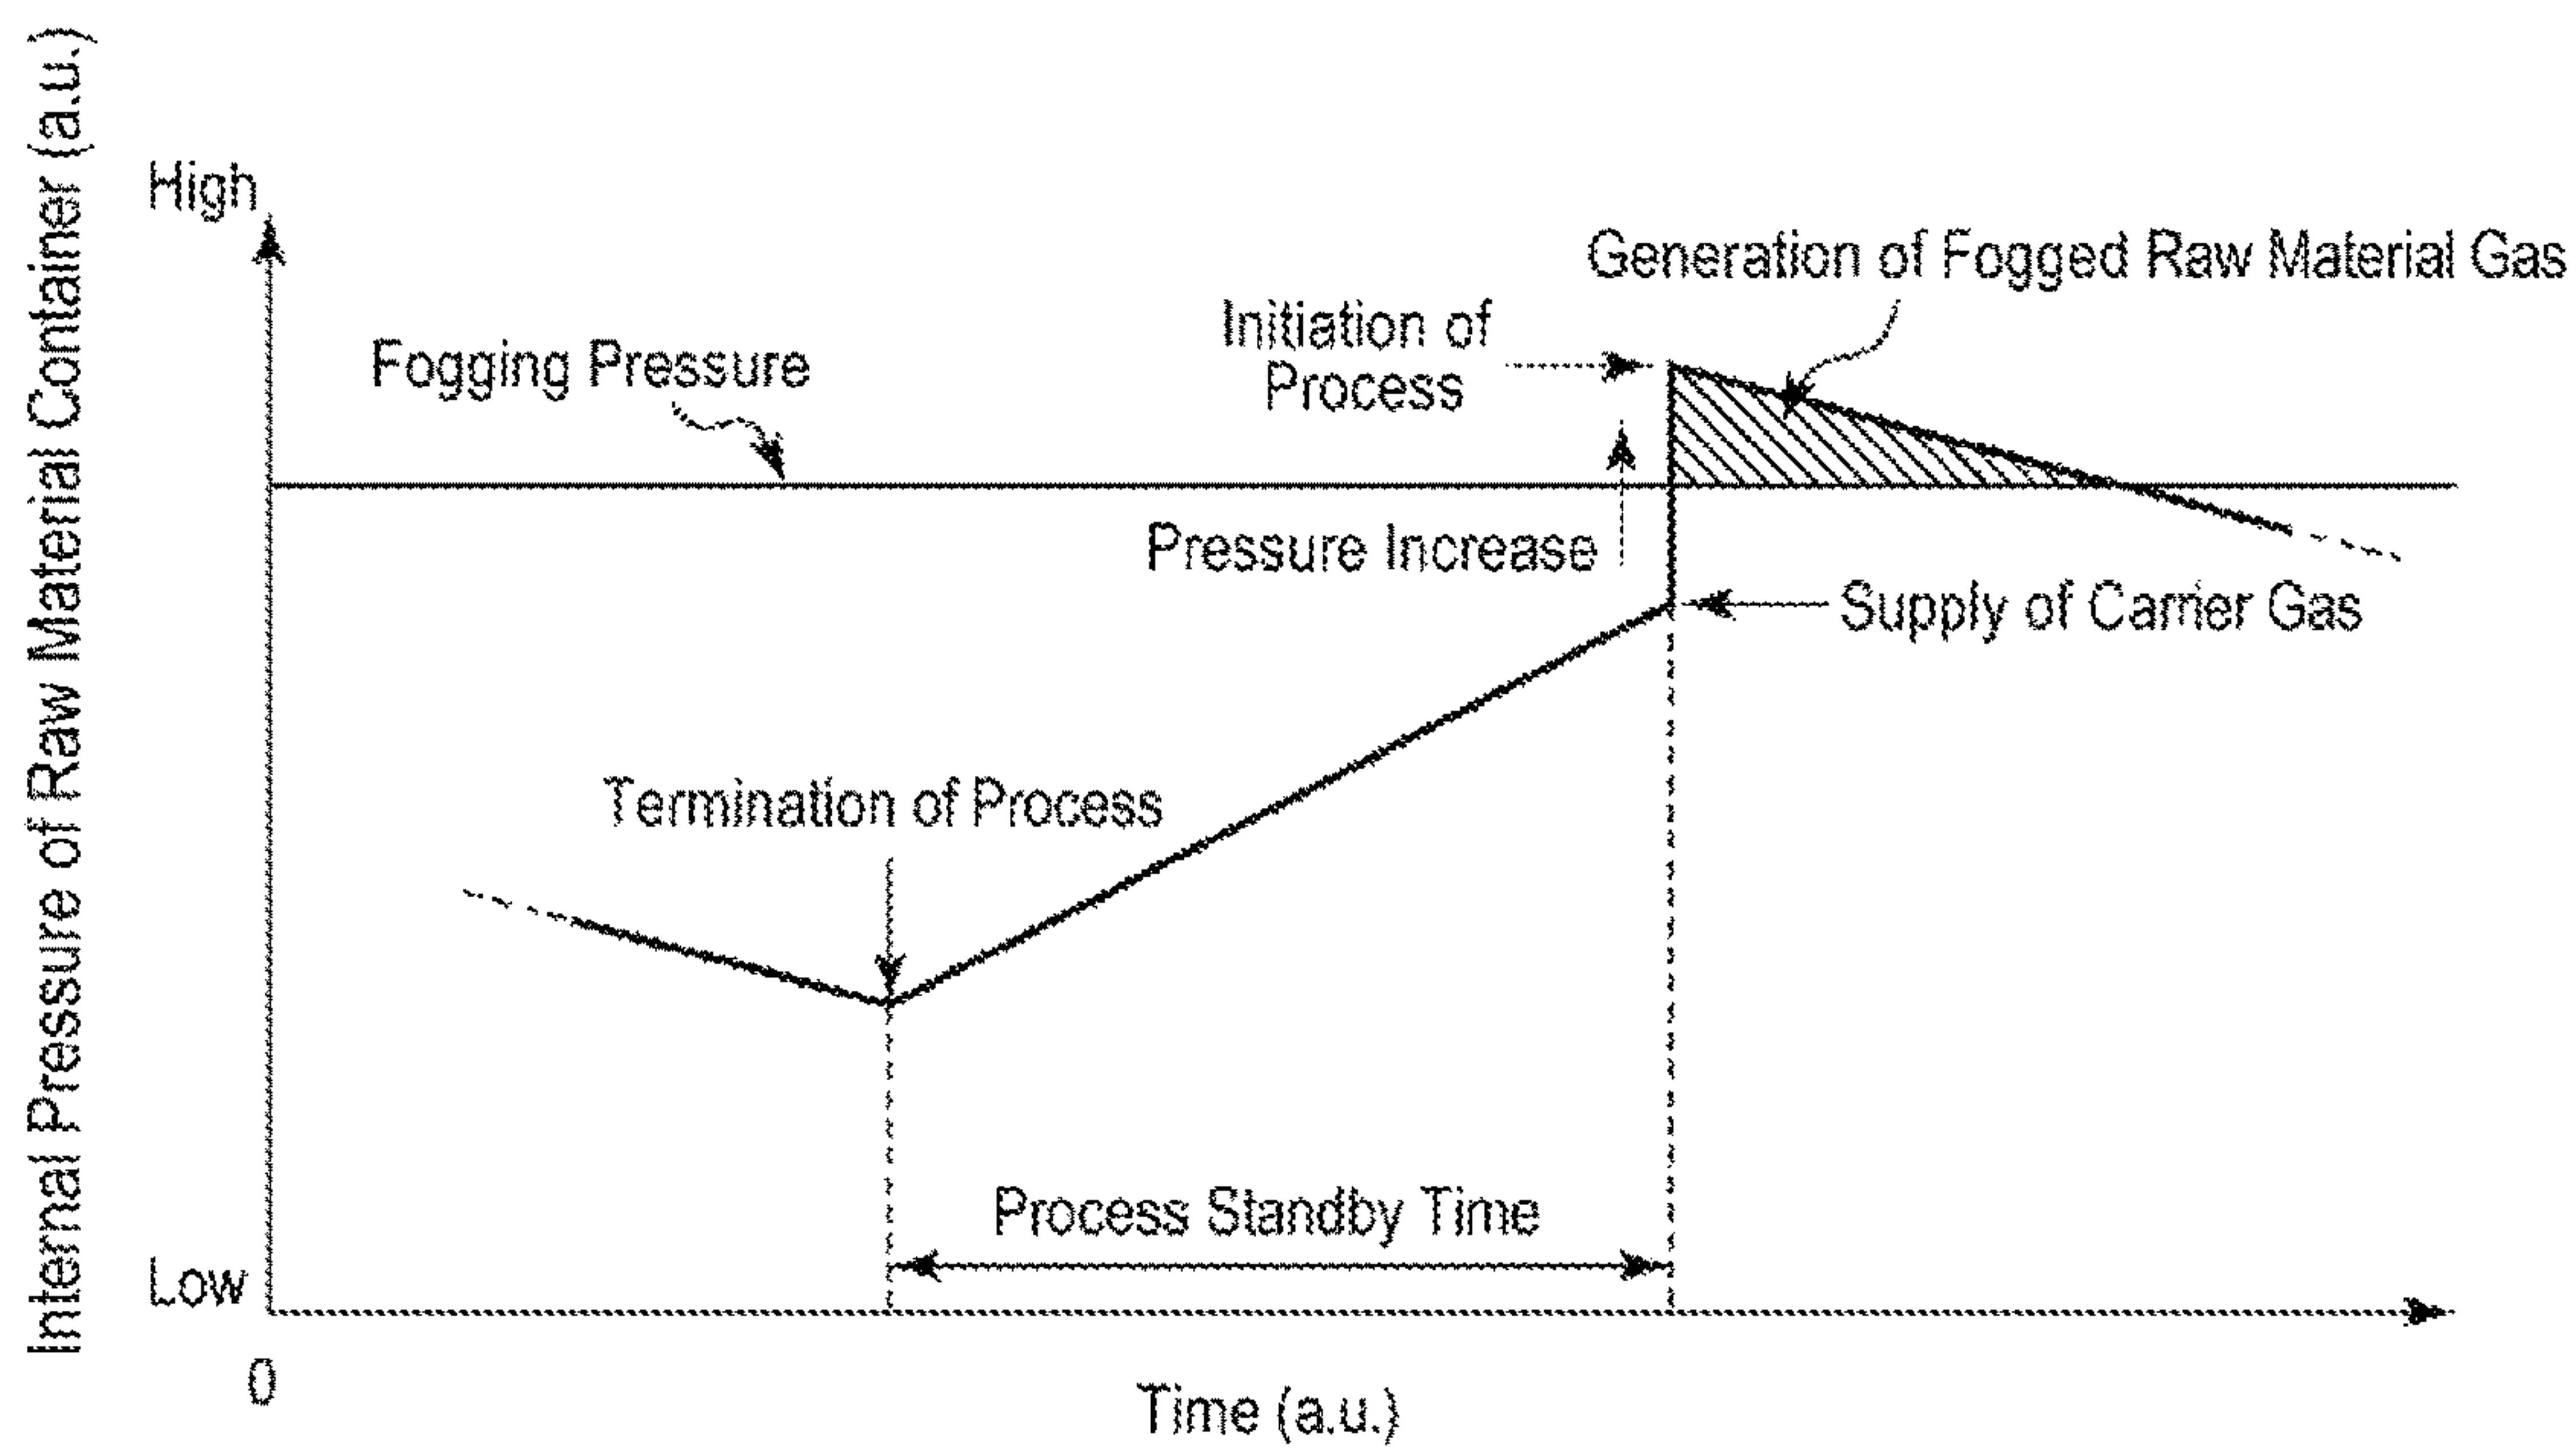 Internal Pressure of Raw Material Container (a.u.)
High
Generation of Fogged Raw Material Gas
Initiation of
Process
Fogging Pressure
Pressure Increase
Supply of Carrier Gas
Termination of Process
Process Standby Time
Low
0
Time (a.u.)